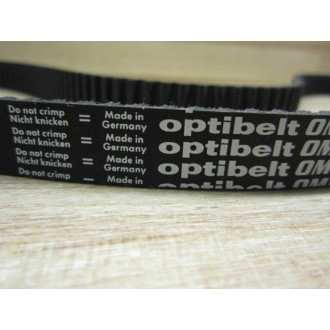 Do not crimp
Nicht knicken = Made in
Germany optibelt OM
Do not crimp
Nicht knicken = Made in
Germany optibelt OM
Do not crimp
Nicht knicken = Made in
Germany optibelt OM
Do not crimp = Made in optibelt OM